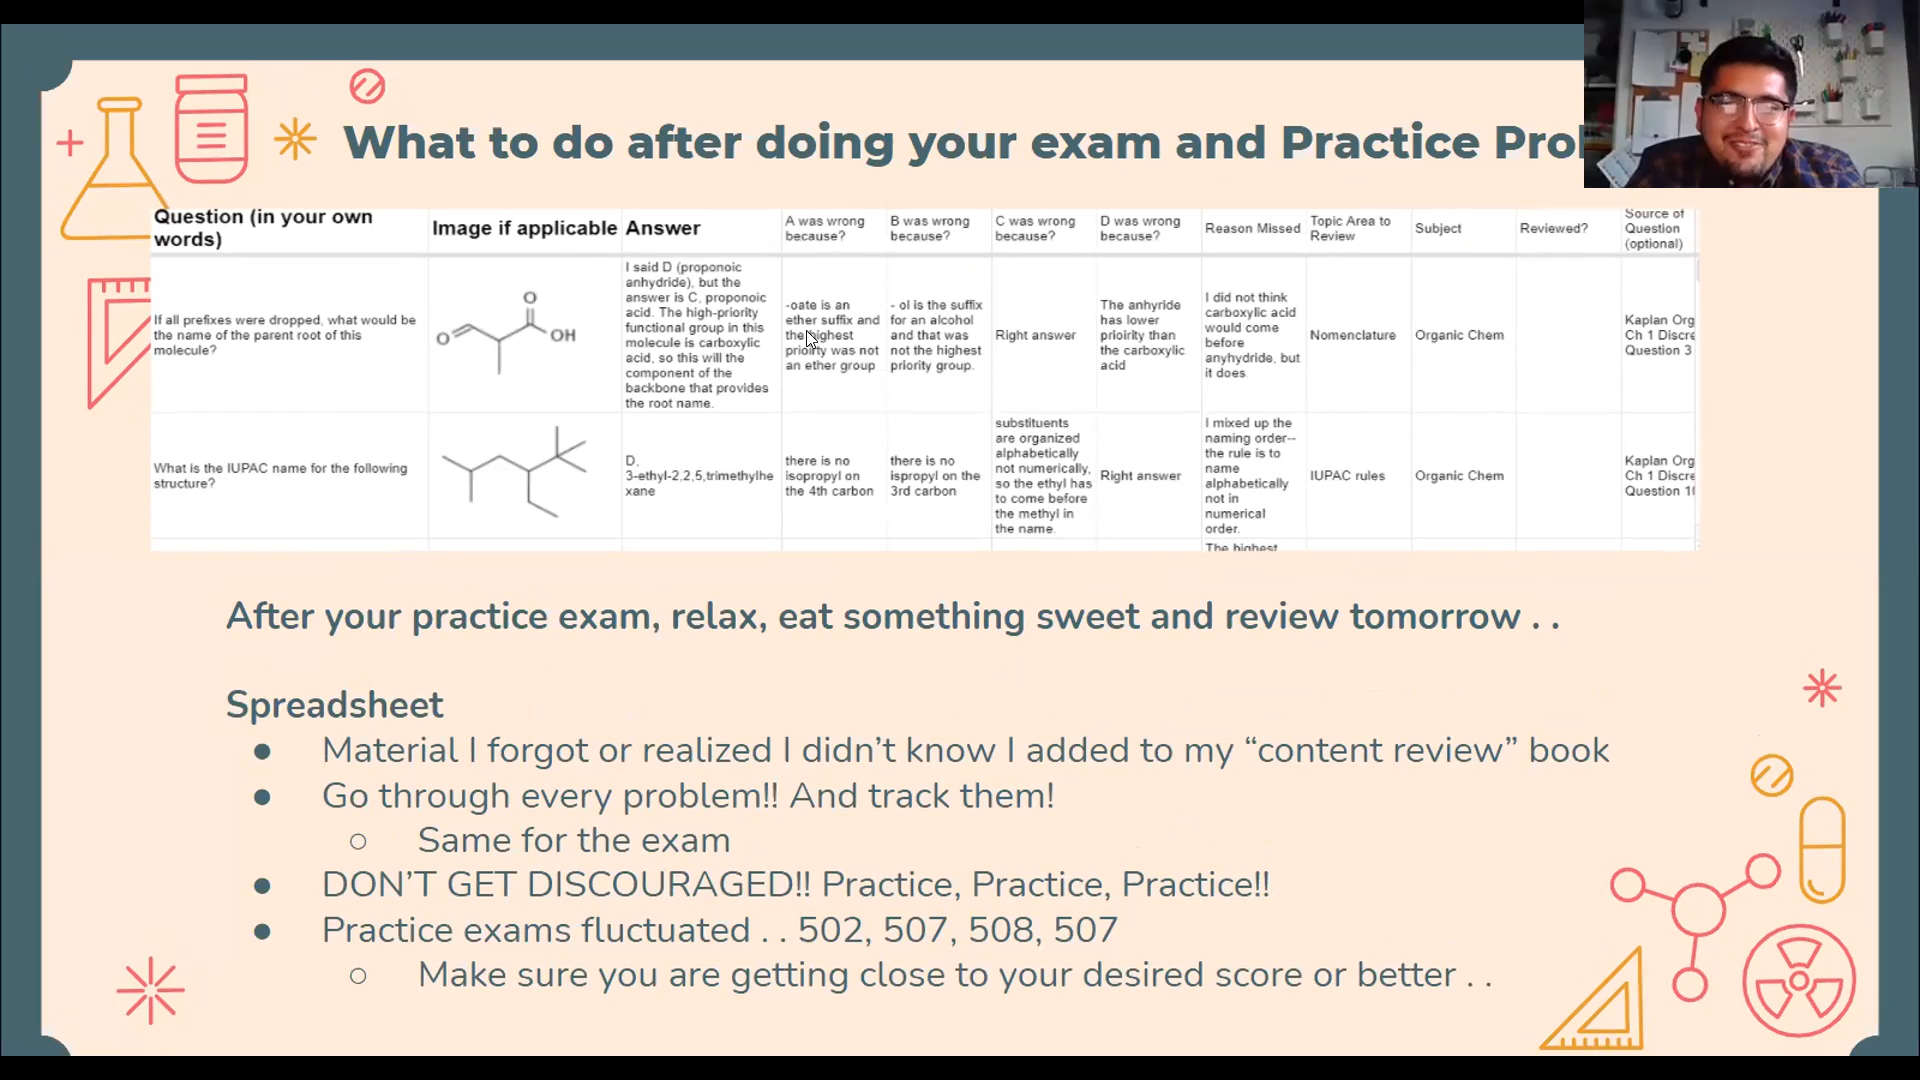 What to do after doing your exam and Practice
Question (in your own
words)
Image if applicable
Answer
A was wrong
because?
B was wrong
because?
C was wrong
because?
D was wrong
because?
Reason Missed
Topic Area to
Review
Subject
Reviewed?
Source of
Question
(optional)
If all prefixes were dropped, what would be
the name of the parent root of this
molecule?
O
O
OH
I said D (proponoic
anhydride), but the
answer is C, proponoic
acid. The high-priority
functional group in this
molecule is carboxylic
acid, so this will the
component of the
backbone that provides
the root name.
-oate is an
ether suffix and
the highest
prioirty was not
an ether group
- ol is the suffix
for an alcohol
and that was
not the highest
priority group.
Right answer
The anhyride
has lower
prioirity than
the carboxylic
acid
I did not think
carboxylic acid
would come
before
anyhydride, but
it does.
Nomenclature
Organic Chem
Kaplan Org
Ch 1 Discre
Question 3
What is the IUPAC name for the following
structure?
D,
3-ethyl-2,2,5,trimethylhe
xane
there is no
isopropyl on
the 4th carbon
there is no
ispropyl on the
3rd carbon
substituents
are organized
alphabetically
not numerically,
so the ethyl has
to come before
the methyl in
the name.
Right answer
I mixed up the
naming order--
the rule is to
name
alphabetically
not in
numerical
order.
IUPAC rules
Organic Chem
Kaplan Org
Ch 1 Discre
Question
The highest
After your practice exam, relax, eat something sweet and review tomorrow . .
Spreadsheet
● Material I forgot or realized I didn’t know I added to my “content review” book
● Go through every problem!! And track them!
○ Same for the exam
● DON’T GET DISCOURAGED!! Practice, Practice, Practice!!
● Practice exams fluctuated . . 502, 507, 508, 507
○ Make sure you are getting close to your desired score or better . .